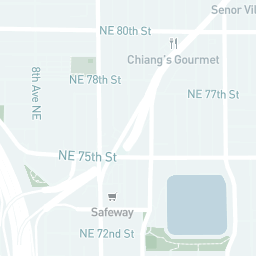 Senor Vil
NE 80th St
Chiang's Gourmet
NE 78th St
8th Ave NE
NE 77th St
NE 75th St
Safeway
NE 72nd St